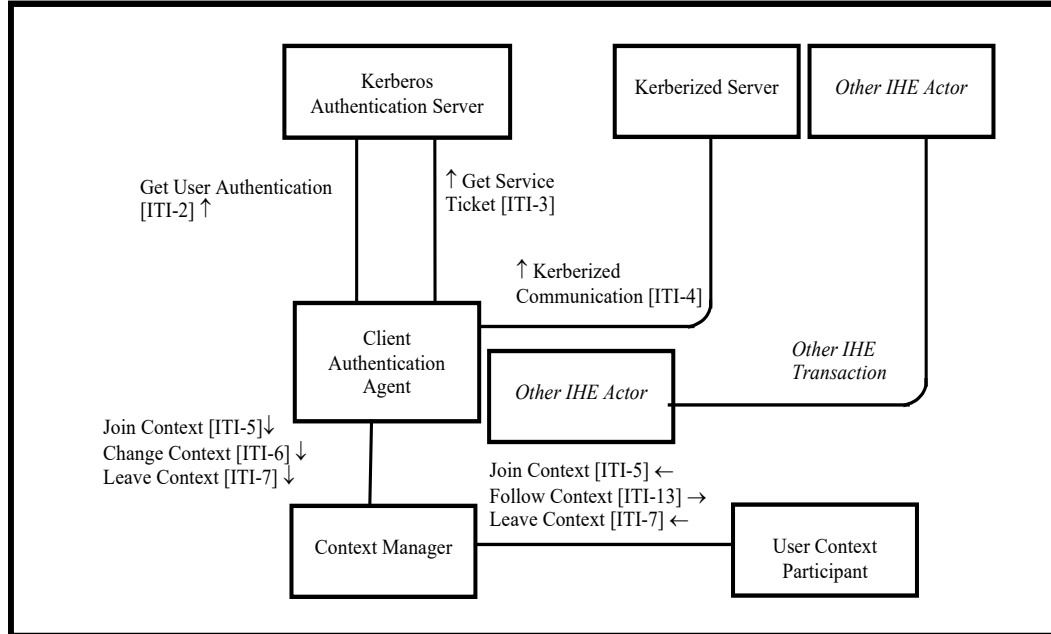 Kerberos
Authentication Server
Kerberized Server
Other IHE Actor
Get User Authentication
[ITI-2] ↑
↑ Get Service
Ticket [ITI-3]
↑ Kerberized
Communication [ITI-4]
Client
Authentication
Agent
Other IHE Actor
Other IHE
Transaction
Join Context [ITI-5]↓
Change Context [ITI-6] ↓
Leave Context [ITI-7] ↓
Join Context [ITI-5] ←
Follow Context [ITI-13] →
Leave Context [ITI-7] ←
Context Manager
User Context
Participant